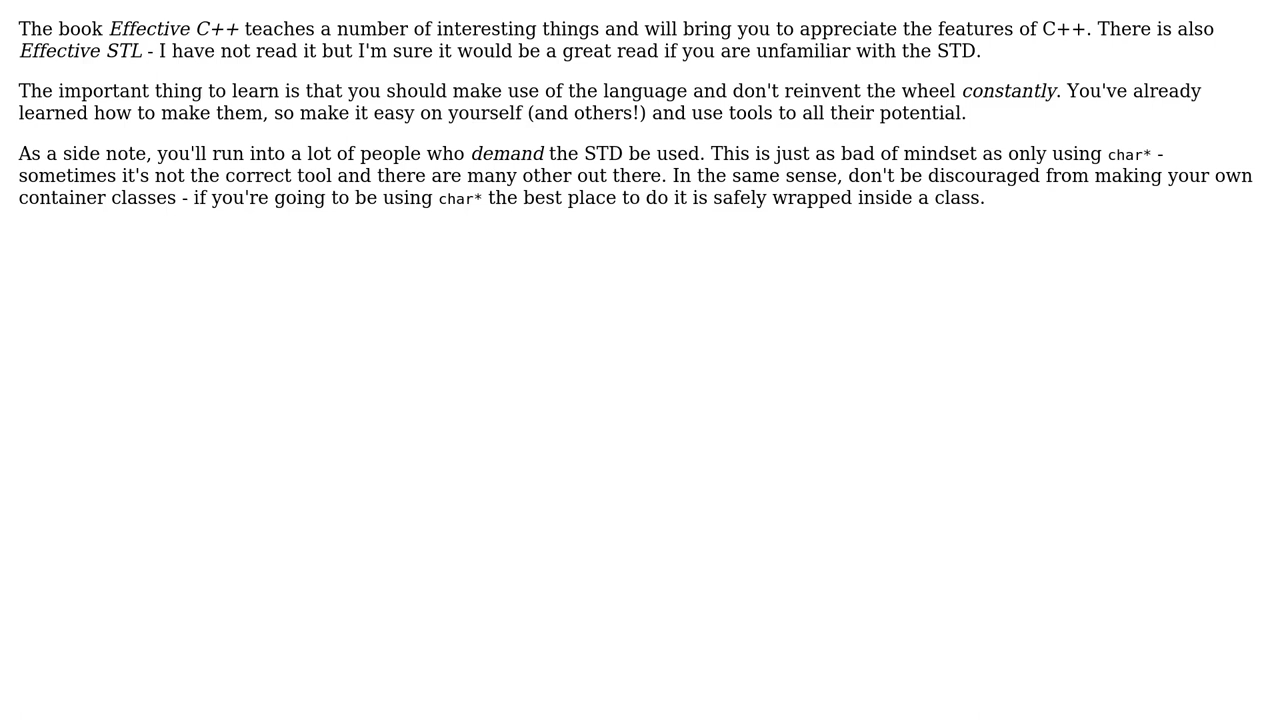 The book Effective C++ teaches a number of interesting things and will bring you to appreciate the features of C++. There is also
Effective STL - I have not read it but I'm sure it would be a great read if you are unfamiliar with the STD.
The important thing to learn is that you should make use of the language and don't reinvent the wheel constantly. You've already
learned how to make them, so make it easy on yourself (and others!) and use tools to all their potential.
As a side note, you'll run into a lot of people who demand the STD be used. This is just as bad of mindset as only using char* -
sometimes it's not the correct tool and there are many other out there. In the same sense, don't be discouraged from making your own
container classes - if you're going to be using char* the best place to do it is safely wrapped inside a class.